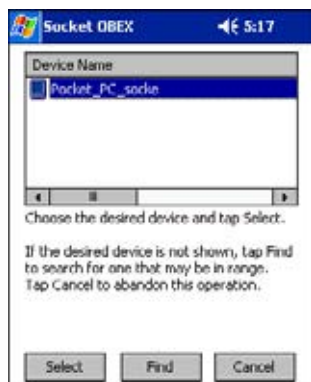 Socket OBEX 5:17
Device Name
Pocket_PC_socke
Choose the desired device and tap Select.
If the desired device is not shown, tap Find
to search for one that may be in range.
Tap Cancel to abandon this operation.
Select Find Cancel